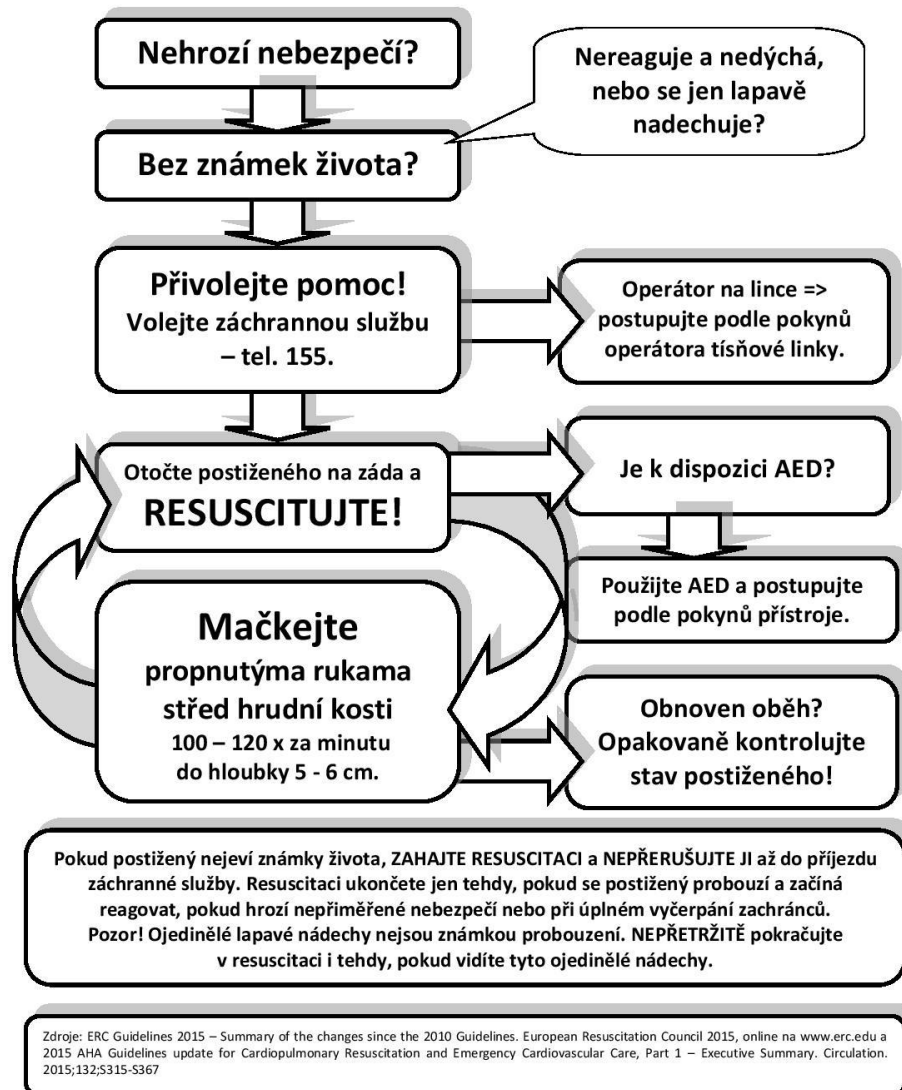 Nehrozí nebezpečí?
Nereaguje a nedýchá,
nebo se jen lapavě
nadechuje?
Bez známek života?
Přivolejte pomoc!
Volejte záchrannou službu
– tel. 155.
Operátor na lince =>
postupujte podle pokynů
operátora tísňové linky.
Otočte postiženého na záda a
RESUSCITUJTE!
Je k dispozici AED?
Použijte AED a postupujte
podle pokynů přístroje.
Mačkejte
propnutýma rukama
střed hrudní kosti
100 – 120 x za minutu
do hloubky 5 - 6 cm.
Obnoven oběh?
Opakovaně kontrolujte
stav postiženého!
Pokud postižený nejeví známky života, ZAHAJTE RESUSCITACI a NEPŘERUŠUJTE JI až do příjezdu
záchranné služby. Resuscitaci ukončete jen tehdy, pokud se postižený probouzí a začíná
reagovat, pokud hrozí nepřiměřené nebezpečí nebo při úplném vyčerpání zachránců.
Pozor! Ojedinělé lapavé nádechy nejsou známkou probouzení. NEPŘETRŽITĚ pokračujte
v resuscitaci i tehdy, pokud vidíte tyto ojedinělé nádechy.
Zdroje: ERC Guidelines 2015 – Summary of the changes since the 2010 Guidelines. European Resuscitation Council 2015, online na www.erc.edu a
2015 AHA Guidelines update for Cardiopulmonary Resuscitation and Emergency Cardiovascular Care, Part 1 – Executive Summary. Circulation.
2015;132;S315-S367